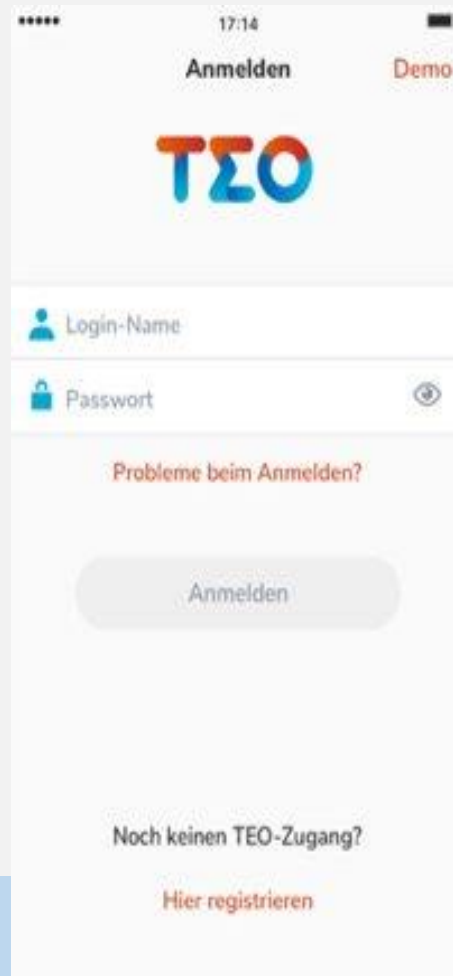 17:14
Anmelden Demo
TΣO
Login-Name
Passwort
Probleme beim Anmelden?
Anmelden
Noch keinen TEO-Zugang?
Hier registrieren